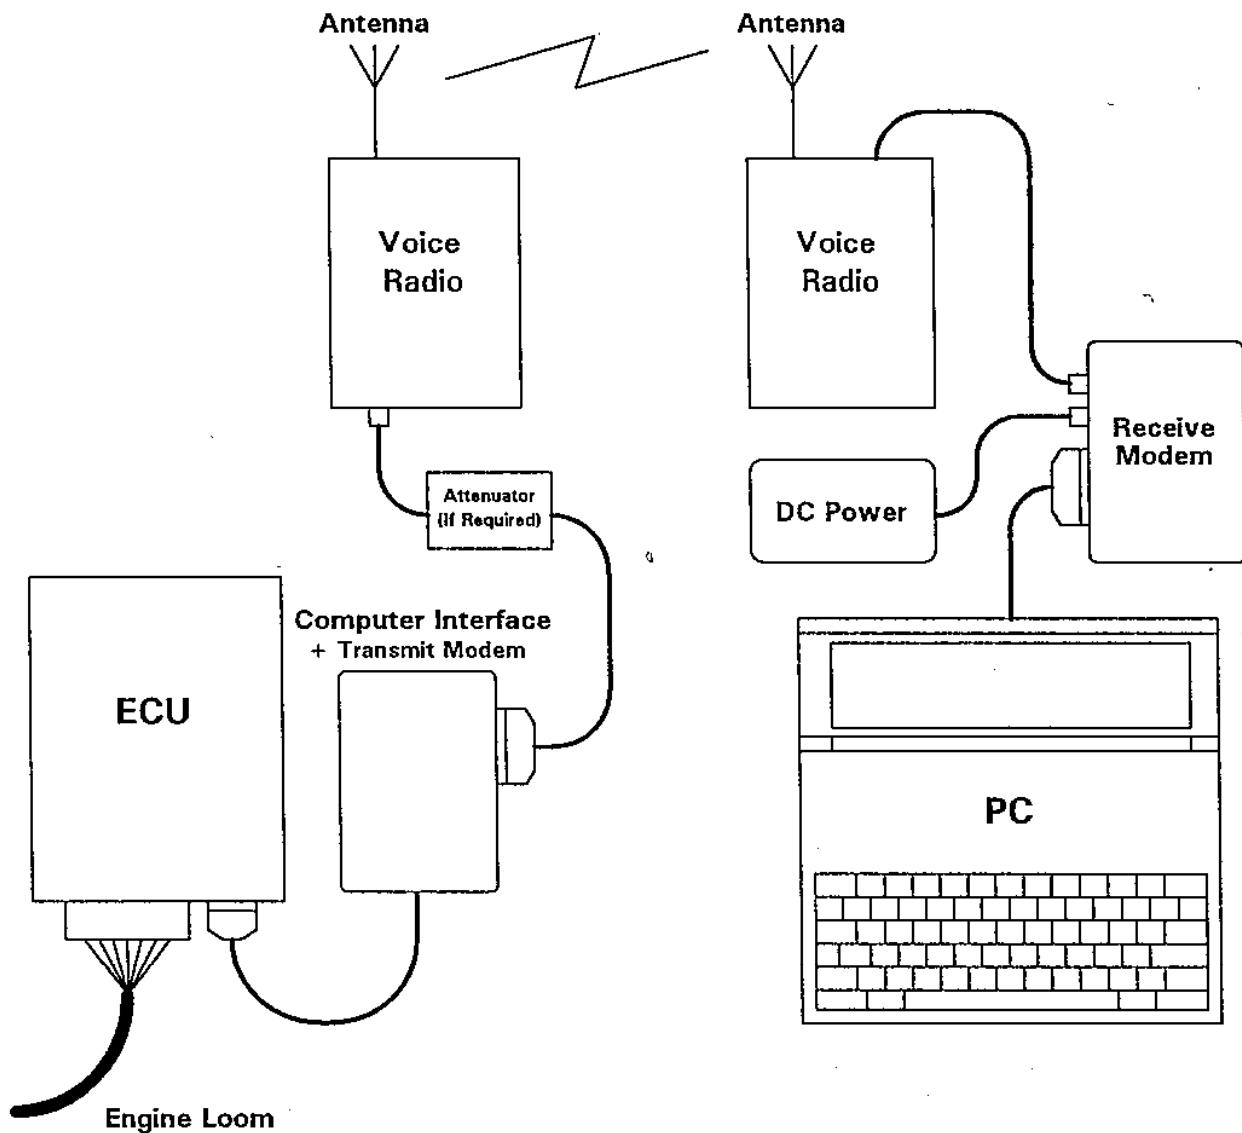 Antenna
Antenna
Voice
Radio
Voice
Radio
Receive
Modem
Attenuator
(If Required)
DC Power
Computer Interface
+ Transmit Modem
ECU
PC
Engine Loom